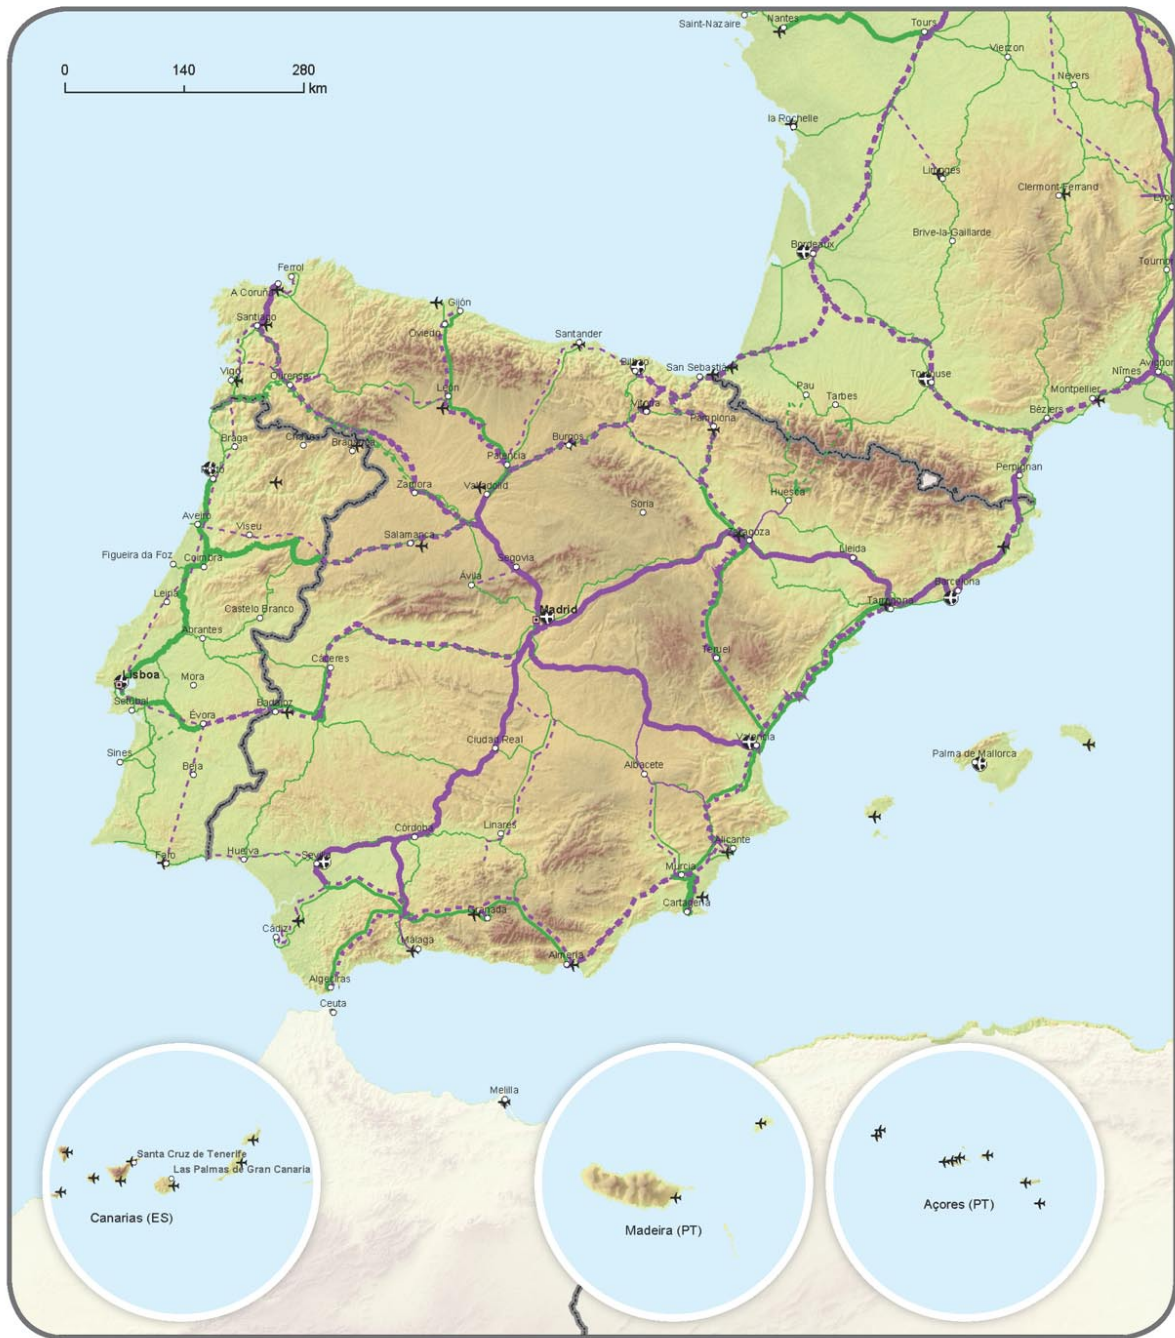 Saint-Nazaire
Nantes
Tours
Vierzon
Nevers
0 140 280
km
la Rochelle
Limoges
Clermont-Ferrand
Lyon
Brive-la-Gaillarde
Bordeaux
Tournon
Ferrol
A Coruña
Santiago
Gijón
Oviedo
Santander
Bilbao
San Sebastián
Vigo
Ourense
León
Vitoria
Pamplona
Pau
Tarbes
Toulouse
Montpellier
Nîmes
Avignon
Béziers
Braga
Chaves
Bragança
Burgos
Palencia
Perpignan
Zamora
Valladolid
Soria
Huesca
Aveiro
Viseu
Salamanca
Zaragoza
Lleida
Figueira da Foz
Coimbra
Segovia
Ávila
Barcelona
Leiria
Castelo Branco
Madrid
Tarragona
Abrantes
Cáceres
Teruel
Lisboa
Mora
Setúbal
Évora
Badajoz
Sines
Beja
Ciudad Real
Albacete
Valencia
Palma de Mallorca
Faro
Huelva
Sevilla
Córdoba
Linares
Alicante
Murcia
Cartagena
Cádiz
Granada
Málaga
Almería
Algeciras
Ceuta
Melilla
Santa Cruz de Tenerife
Las Palmas de Gran Canaria
Canarias (ES)
Madeira (PT)
Açores (PT)